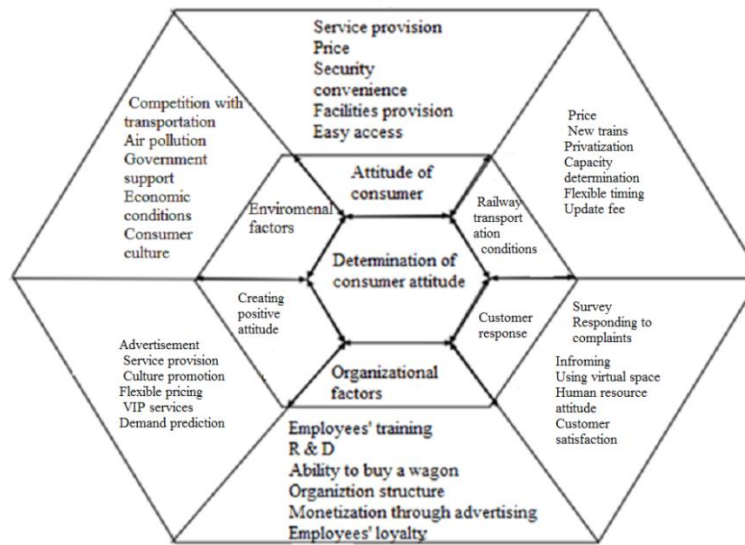 Service provision
Price
Security
convenience
Facilities provision
Easy access
Competition with
transportation
Air pollution
Government
support
Economic
conditions
Consumer
culture
Price
New trains
Privatization
Capacity
determination
Flexible timing
Update fee
Attitude of
consumer
Enviromenal
factors
Railway
transport
ation
conditions
Determination of
consumer attitude
Creating
positive
attitude
Customer
response
Organizational
factors
Advertisement
Service provision
Culture promotion
Flexible pricing
VIP services
Demand prediction
Survey
Responding to
complaints
Infroming
Using virtual space
Human resource
attitude
Customer
satisfaction
Employees' training
R & D
Ability to buy a wagon
Organiztion structure
Monetization through advertising
Employees' loyalty